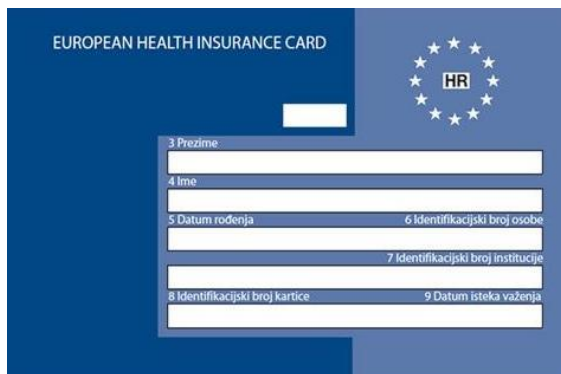 EUROPEAN HEALTH INSURANCE CARD
HR
3 Prezime
4 Ime
5 Datum rođenja 6 Identifikacijski broj osobe
7 Identifikacijski broj institucije
8 Identifikacijski broj kartice 9 Datum isteka važenja